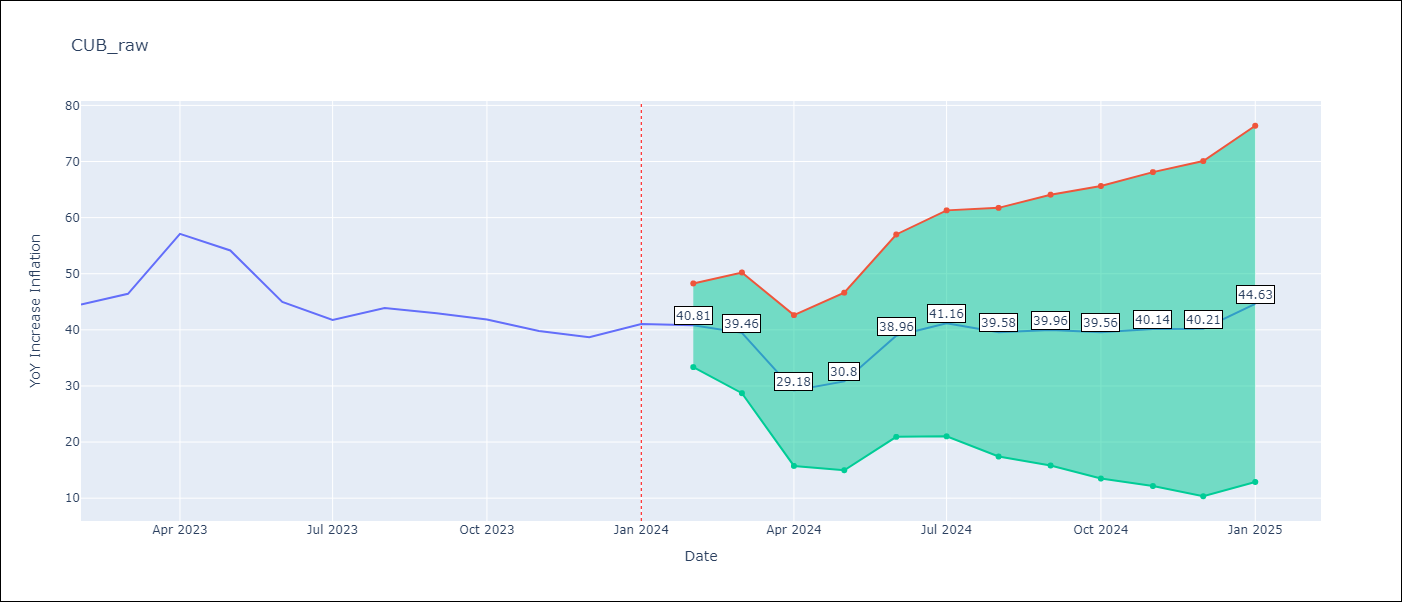 CUB_raw
YoY Increase Inflation
80
70
60
50
40
30
20
10
40.81
39.46
29.18
30.8
38.96
41.16
39.58
39.96
39.56
40.14
40.21
44.63
Apr 2023
Jul 2023
Oct 2023
Jan 2024
Apr 2024
Jul 2024
Oct 2024
Jan 2025
Date